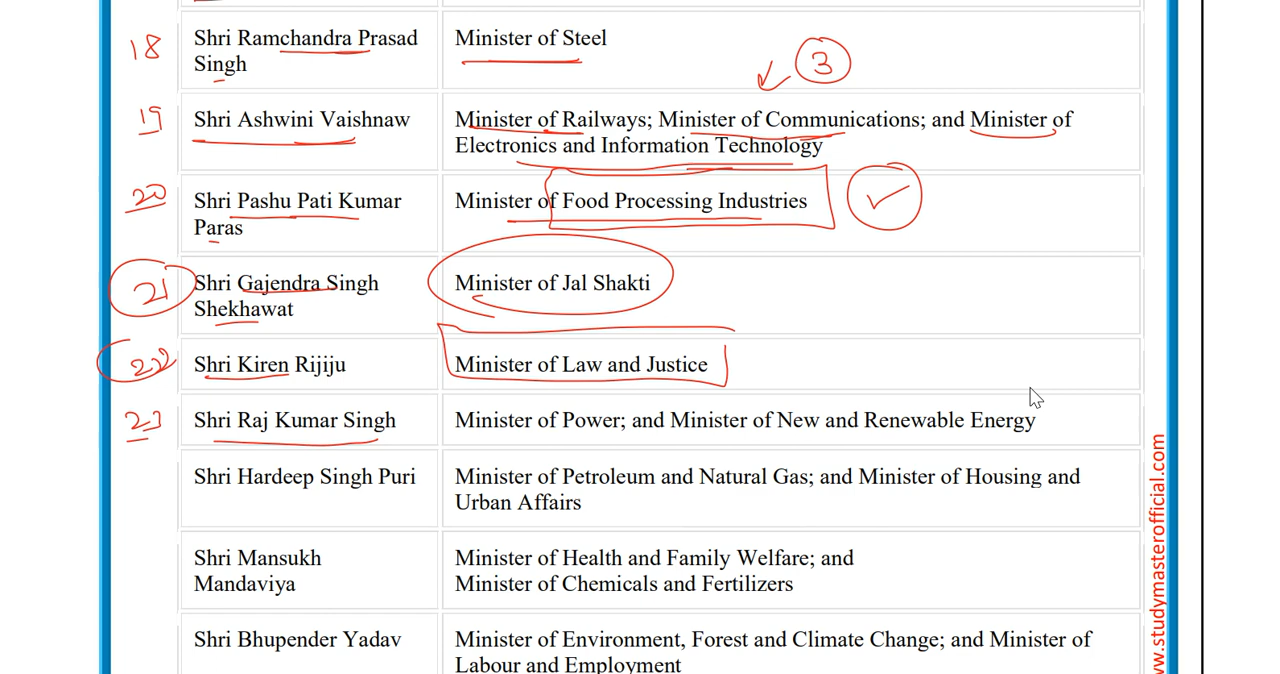 18
Shri Ramchandra Prasad
Singh
Minister of Steel
3
19
Shri Ashwini Vaishnaw
Minister of Railways; Minister of Communications; and Minister of
Electronics and Information Technology
20
Shri Pashu Pati Kumar
Paras
Minister of Food Processing Industries
21
Shri Gajendra Singh
Shekhawat
Minister of Jal Shakti
22
Shri Kiren Rijiju
Minister of Law and Justice
23
Shri Raj Kumar Singh
Minister of Power; and Minister of New and Renewable Energy
Shri Hardeep Singh Puri
Minister of Petroleum and Natural Gas; and Minister of Housing and
Urban Affairs
Shri Mansukh
Mandaviya
Minister of Health and Family Welfare; and
Minister of Chemicals and Fertilizers
Shri Bhupender Yadav
Minister of Environment, Forest and Climate Change; and Minister of
Labour and Employment
w.studymasterofficial.com